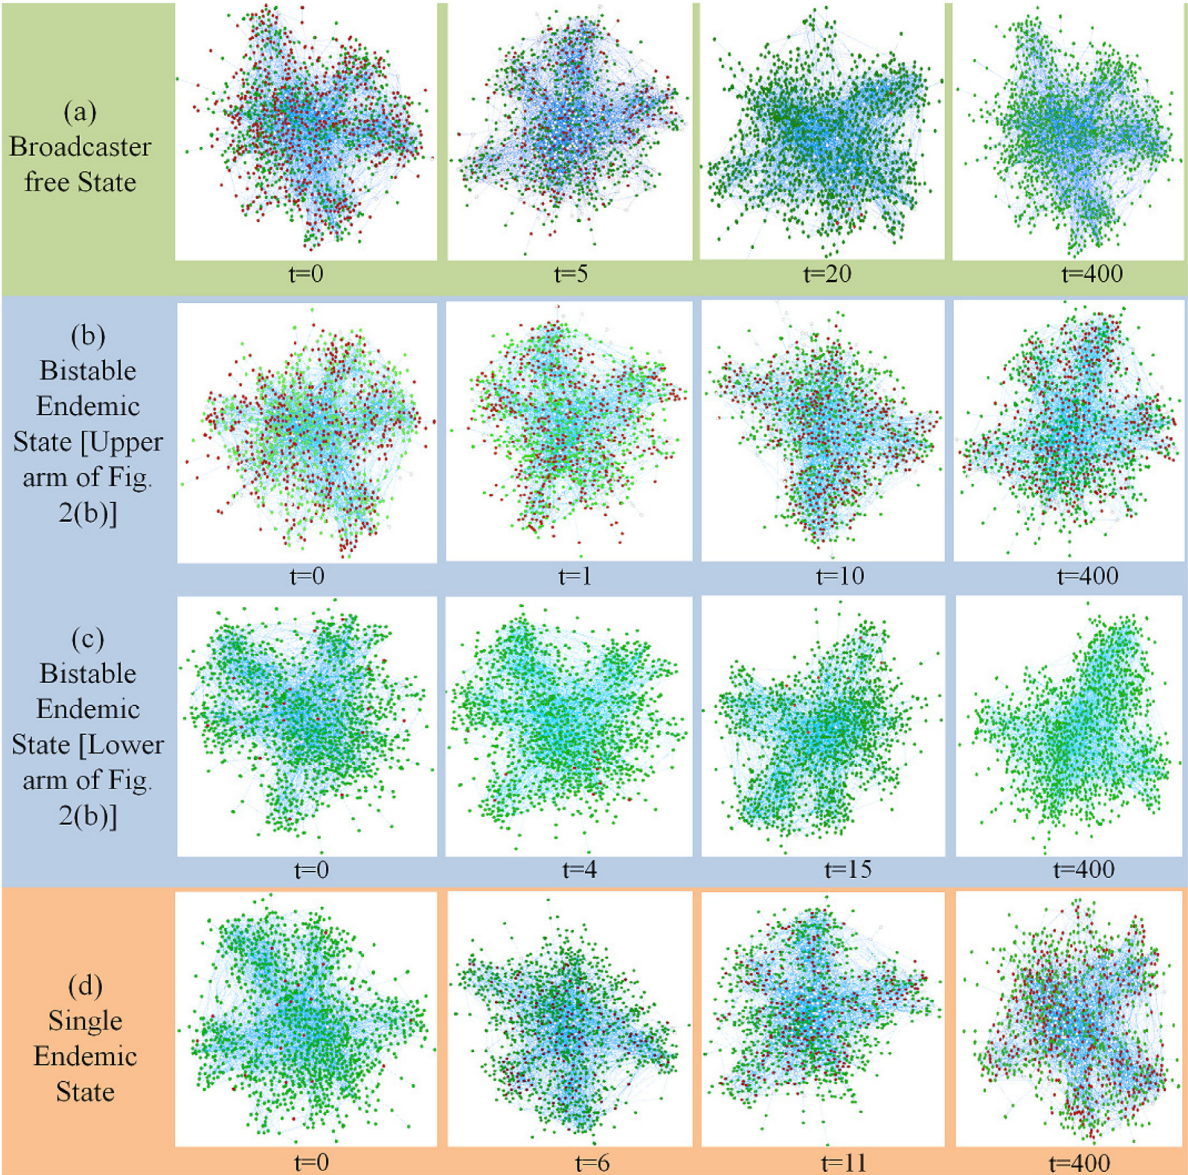 (a)
Broadcaster
free State
t=0
t=5
t=20
t=400
(b)
Bistable
Endemic
State [Upper
arm of Fig.
2(b)]
t=0
t=1
t=10
t=400
(c)
Bistable
Endemic
State [Lower
arm of Fig.
2(b)]
t=0
t=4
t=15
t=400
(d)
Single
Endemic
State
t=0
t=6
t=11
t=400